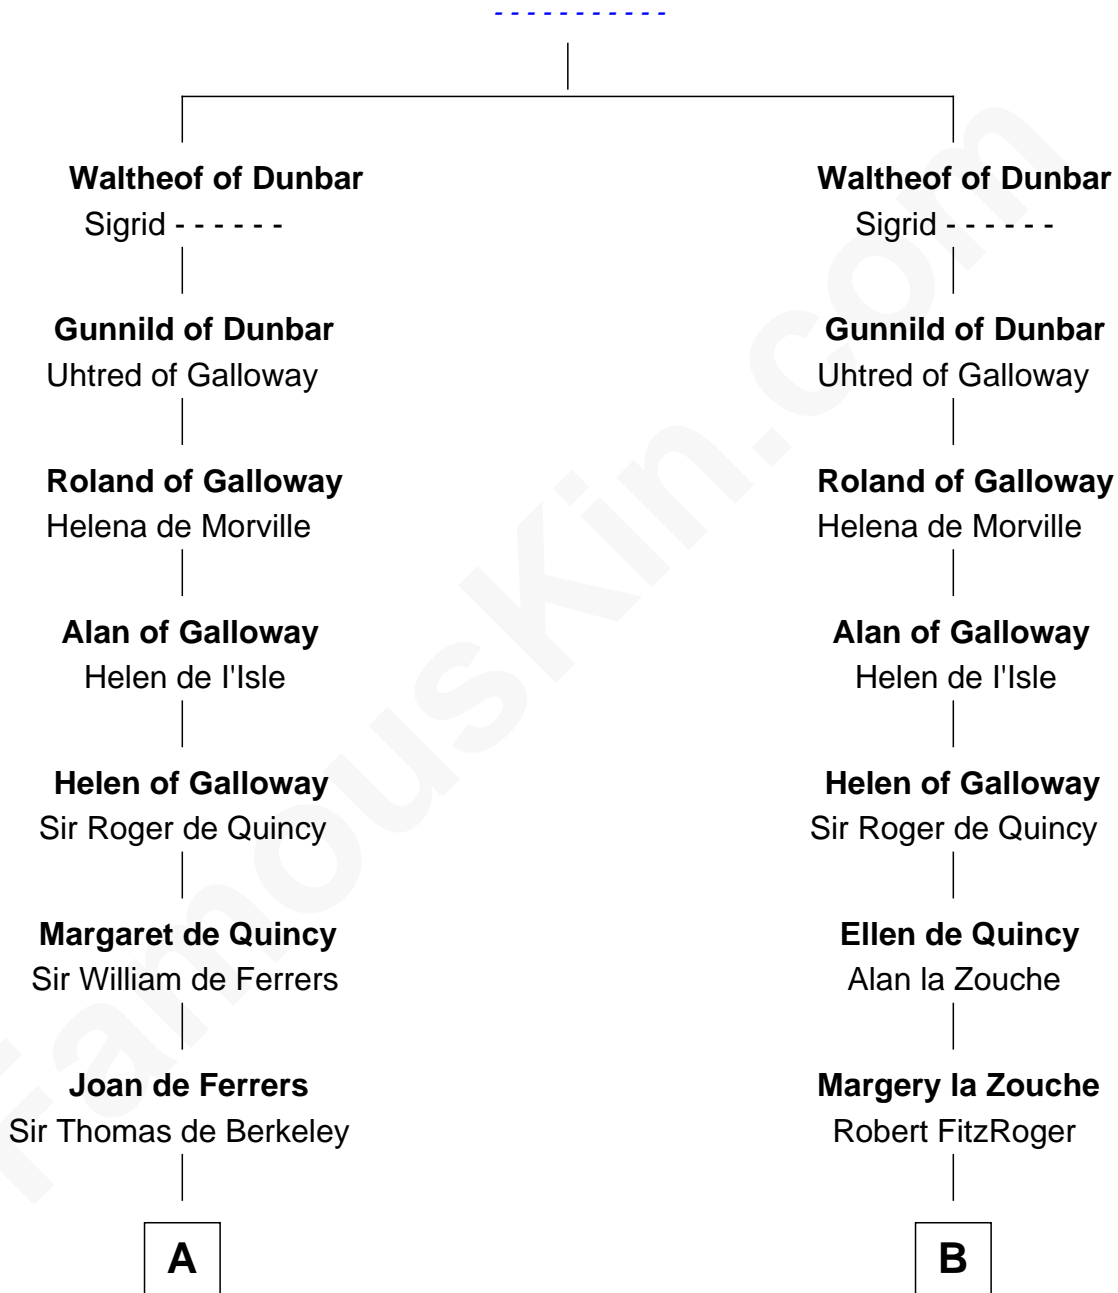 - - - - - - - - - - -
Waltheof of Dunbar
Sigrid - - - - - -
Gunnild of Dunbar
Uhtred of Galloway
Roland of Galloway
Helena de Morville
Alan of Galloway
Helen de I'Isle
Helen of Galloway
Sir Roger de Quincy
Margaret de Quincy
Sir William de Ferrers
Joan de Ferrers
Sir Thomas de Berkeley
A
Waltheof of Dunbar
Sigrid - - - - - -
Gunnild of Dunbar
Uhtred of Galloway
Roland of Galloway
Helena de Morville
Alan of Galloway
Helen de I'Isle
Helen of Galloway
Sir Roger de Quincy
Ellen de Quincy
Alan la Zouche
Margery la Zouche
Robert FitzRoger
B
FamousKin.com